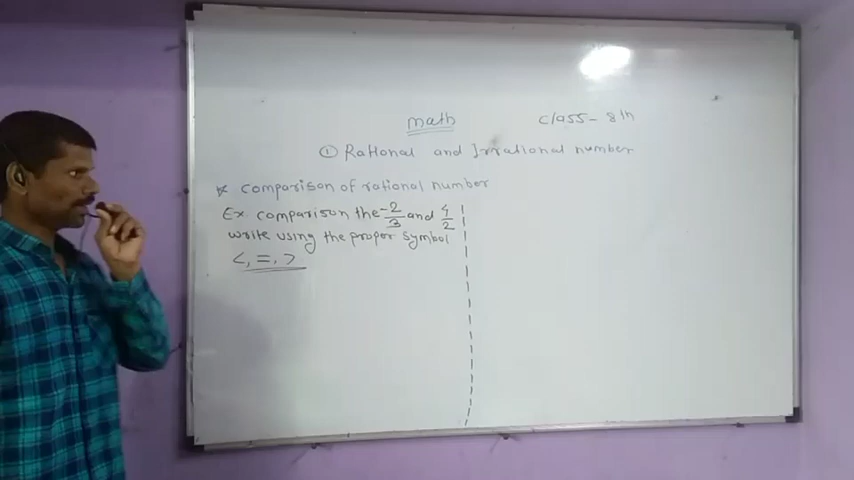 math class- 8th
① Rational and Irrational number
* comparison of rational number
Ex. comparison the -2/3 and 4/2
write using the proper symbol
<, =, >